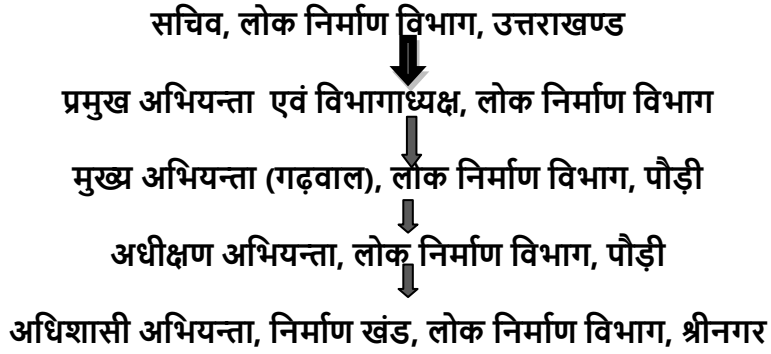 सचिव, लोक निर्माण विभाग, उत्तराखण्ड
प्रमुख अभियन्ता एवं विभागाध्यक्ष, लोक निर्माण विभाग
मुख्य अभियन्ता (गढ़वाल), लोक निर्माण विभाग, पौड़ी
अधीक्षण अभियन्ता, लोक निर्माण विभाग, पौड़ी
अधिशासी अभियन्ता, निर्माण खंड, लोक निर्माण विभाग, श्रीनगर